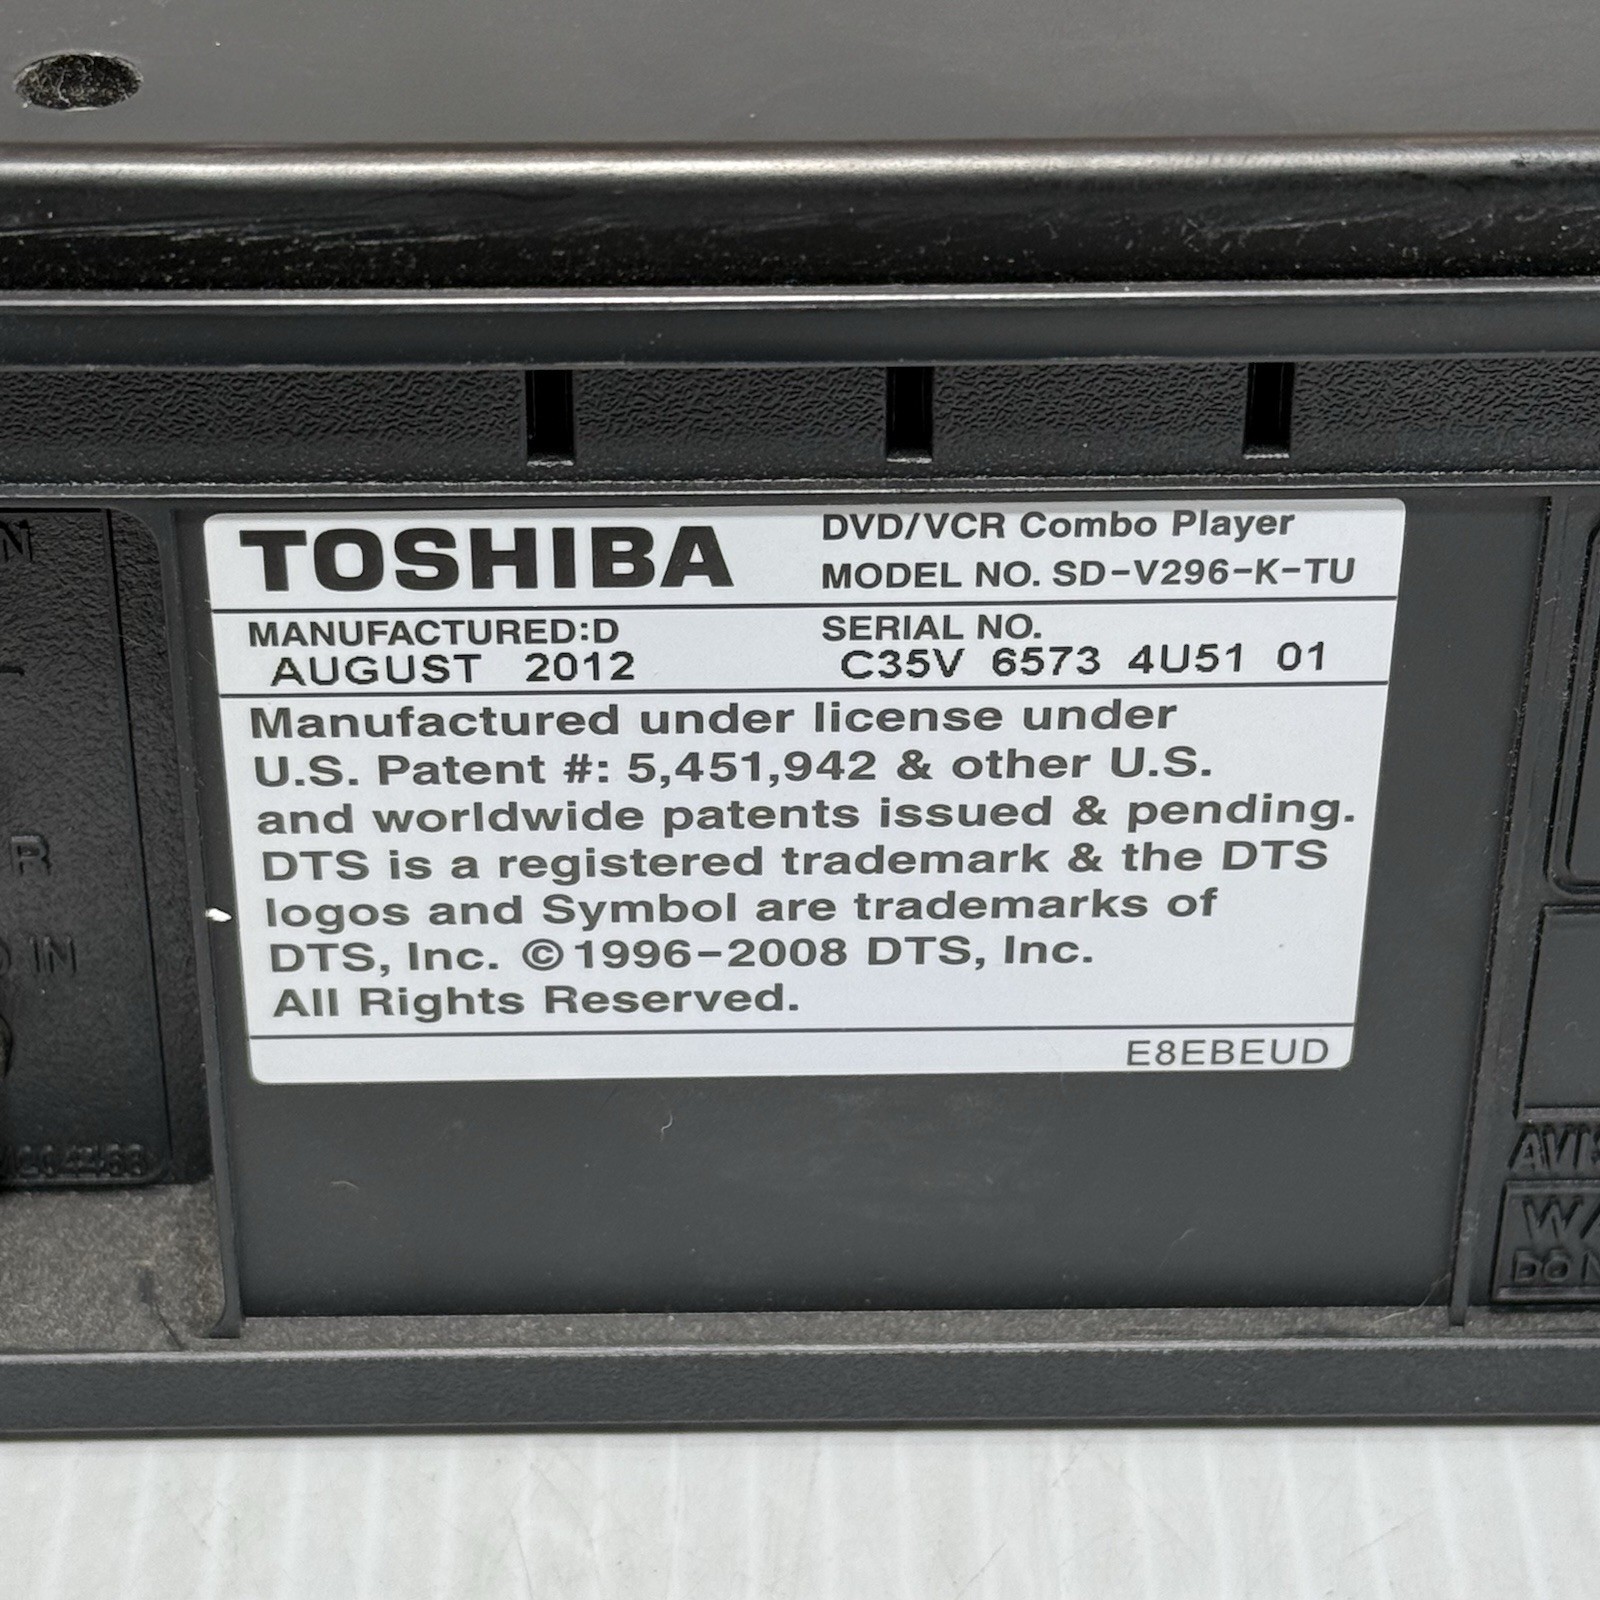 TOSHIBA
DVD/VCR Combo Player
MODEL NO. SD-V296-K-TU
MANUFACTURED:D
AUGUST 2012
SERIAL NO.
C35V 6573 4U51 01
Manufactured under license under
U.S. Patent #: 5,451,942 & other U.S.
and worldwide patents issued & pending.
DTS is a registered trademark & the DTS
logos and Symbol are trademarks of
DTS, Inc. ©1996-2008 DTS, Inc.
All Rights Reserved.
E8EBEUD
R
IN